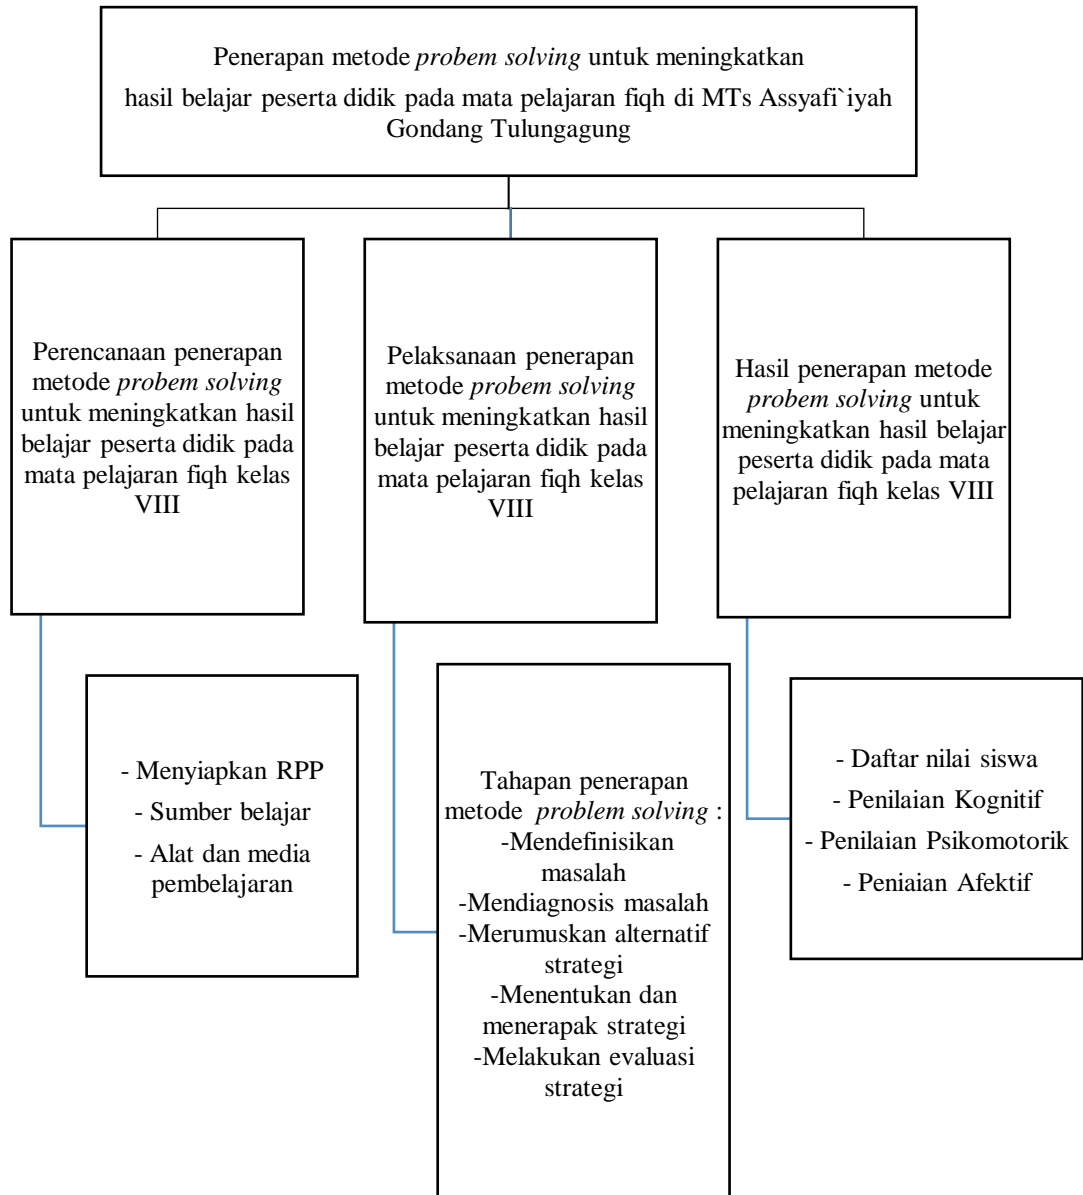 Penerapan metode probem solving untuk meningkatkan
hasil belajar peserta didik pada mata pelajaran fiqh di MTs Assyafi`iyah
Gondang Tulungagung
Perencanaan penerapan
metode probem solving
untuk meningkatkan hasil
belajar peserta didik pada
mata pelajaran fiqh kelas
VIII
Pelaksanaan penerapan
metode probem solving
untuk meningkatkan hasil
belajar peserta didik pada
mata pelajaran fiqh kelas
VIII
Hasil penerapan metode
probem solving untuk
meningkatkan hasil belajar
peserta didik pada mata
pelajaran fiqh kelas VIII
- Menyiapkan RPP
- Sumber belajar
- Alat dan media
pembelajaran
Tahapan penerapan
metode problem solving :
-Mendefinisikan
masalah
-Mendiagnosis masalah
-Merumuskan alternatif
strategi
-Menentukan dan
menerapak strategi
-Melakukan evaluasi
strategi
- Daftar nilai siswa
- Penilaian Kognitif
- Penilaian Psikomotorik
- Peniaian Afektif